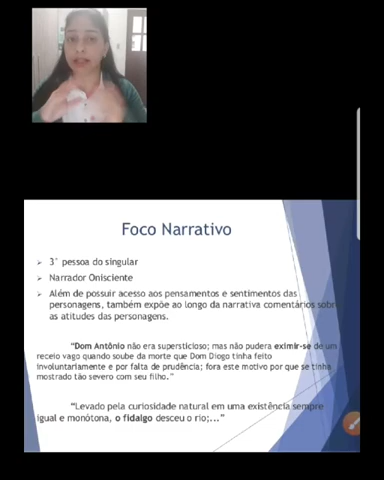 Foco Narrativo
3ª pessoa do singular
Narrador Onisciente
Além de possuir acesso aos pensamentos e sentimentos das
personagens, também expõe ao longo da narrativa comentários sobre
as atitudes das personagens.
"Dom Antônio não era supersticioso; mas não pudera eximir-se de um
receio vago quando soube da morte que Dom Diogo tinha feito
involuntariamente e por falta de prudência; fora este motivo por que se tinha
mostrado tão severo com seu filho."
"Levado pela curiosidade natural em uma existência sempre
igual e monótona, o fidalgo desceu o rio;..."